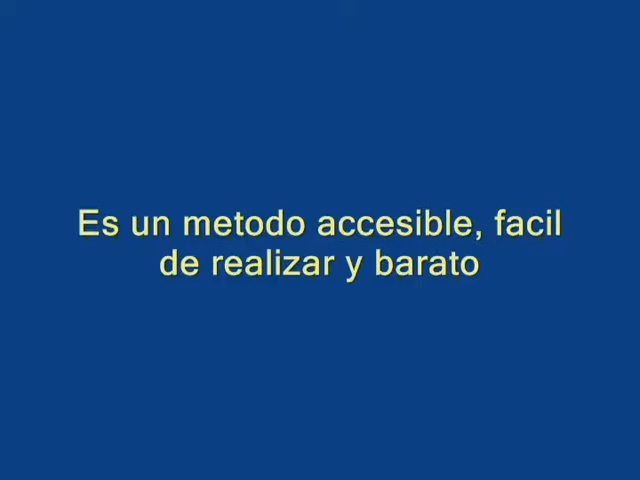 Es un metodo accesible, facil
de realizar y barato